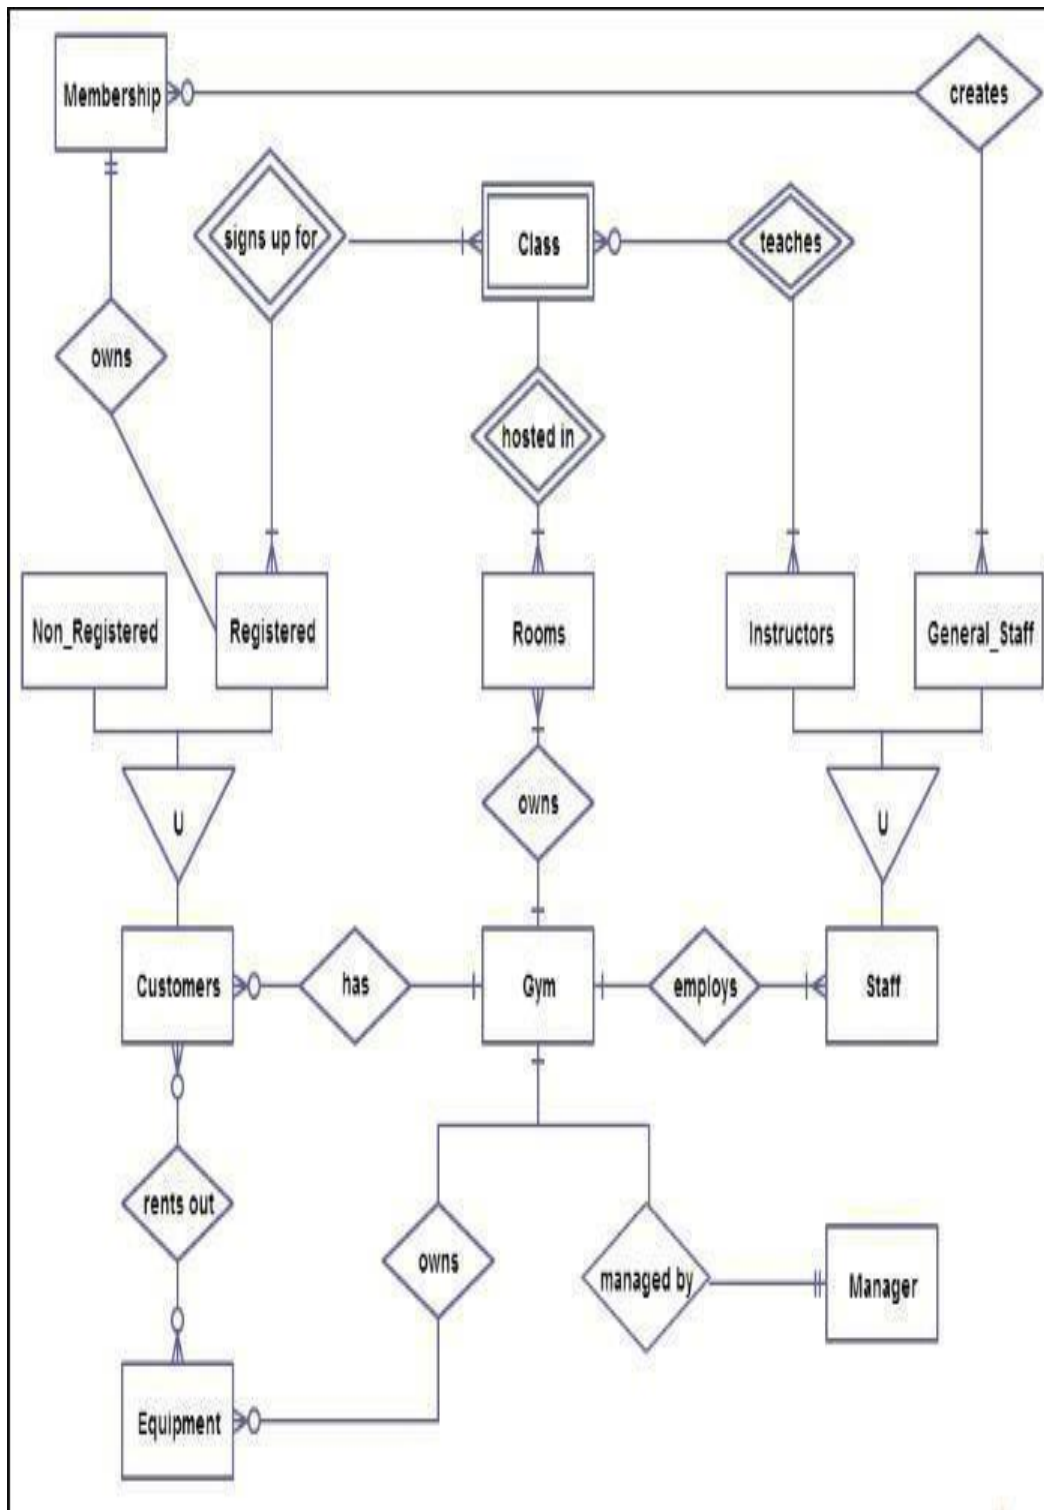 Membership
creates
signs up for
Class
teaches
owns
hosted in
Non_Registered
Registered
Rooms
Instructors
General_Staff
U
owns
U
Customers
has
Gym
employs
Staff
rents out
owns
managed by
Manager
Equipment